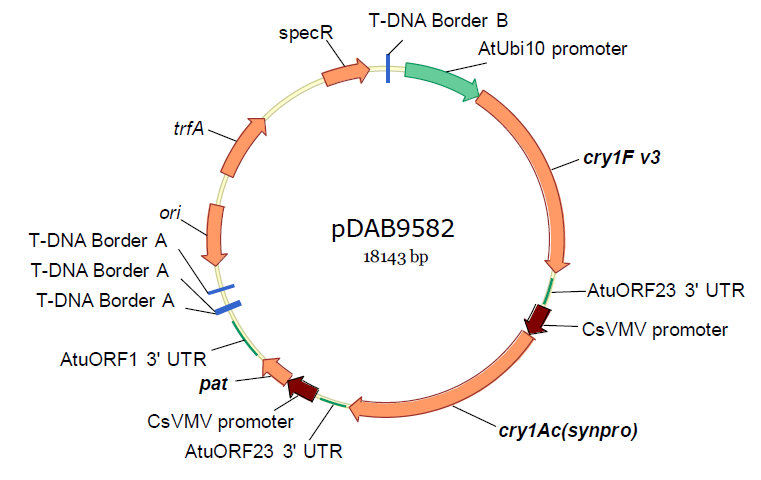 T-DNA Border B
specR
AtUbi10 promoter
trfA
cry1F v3
ori
pDAB9582
18143 bp
T-DNA Border A
T-DNA Border A
T-DNA Border A
AtuORF23 3' UTR
CsVMV promoter
AtuORF1 3' UTR
pat
CsVMV promoter
cry1Ac(synpro)
AtuORF23 3' UTR